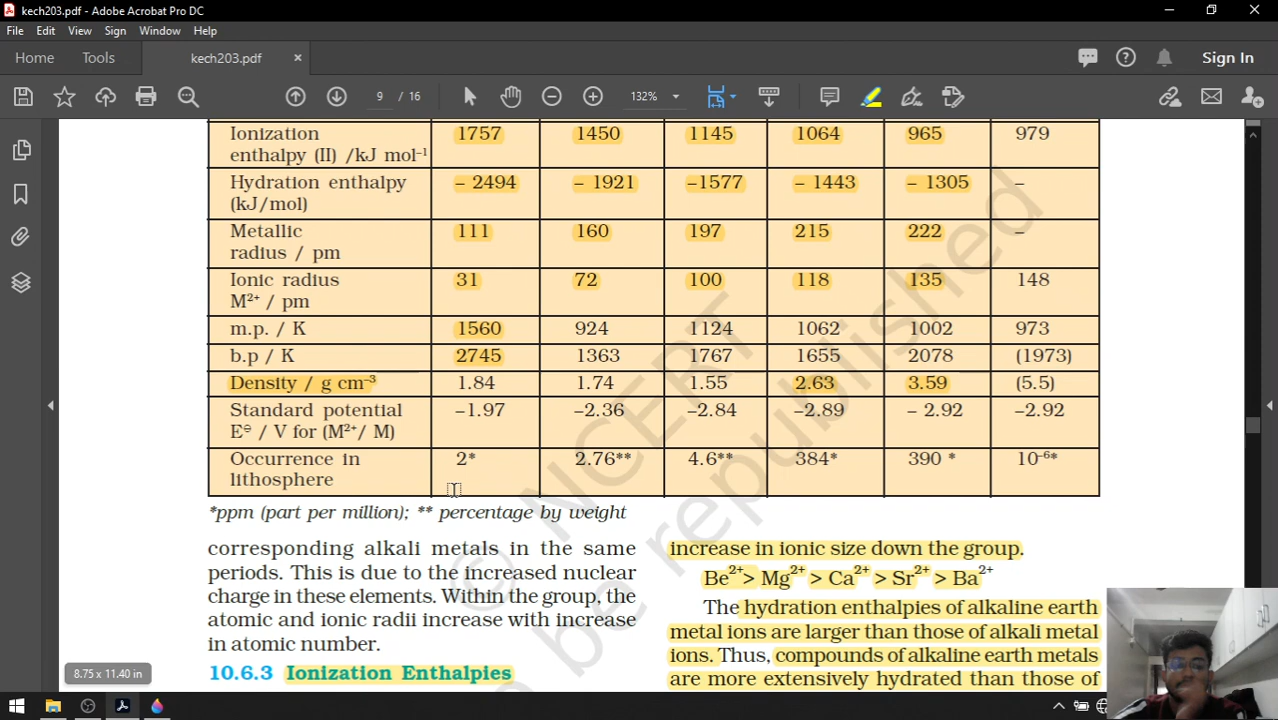 kech203.pdf - Adobe Acrobat Pro DC
File Edit View Sign Window Help
Home Tools kech203.pdf × Sign In
9 / 16 132%
Ionization 1757 1450 1145 1064 965 979
enthalpy (II) /kJ mol⁻¹
Hydration enthalpy – 2494 – 1921 –1577 – 1443 – 1305 –
(kJ/mol)
Metallic 111 160 197 215 222 –
radius / pm
Ionic radius 31 72 100 118 135 148
M²⁺ / pm
m.p. / K 1560 924 1124 1062 1002 973
b.p / K 2745 1363 1767 1655 2078 (1973)
Density / g cm⁻³ 1.84 1.74 1.55 2.63 3.59 (5.5)
Standard potential –1.97 –2.36 –2.84 –2.89 – 2.92 –2.92
E⊖ / V for (M²⁺/ M)
Occurrence in 2* 2.76** 4.6** 384* 390 * 10⁻⁶*
lithosphere
*ppm (part per million); ** percentage by weight
corresponding alkali metals in the same
periods. This is due to the increased nuclear
charge in these elements. Within the group, the
atomic and ionic radii increase with increase
in atomic number.
10.6.3 Ionization Enthalpies
increase in ionic size down the group.
Be²⁺> Mg²⁺ > Ca²⁺ > Sr²⁺ > Ba²⁺
The hydration enthalpies of alkaline earth
metal ions are larger than those of alkali metal
ions. Thus, compounds of alkaline earth metals
are more extensively hydrated than those of
© NCERT
be republished
8.75 x 11.40 in